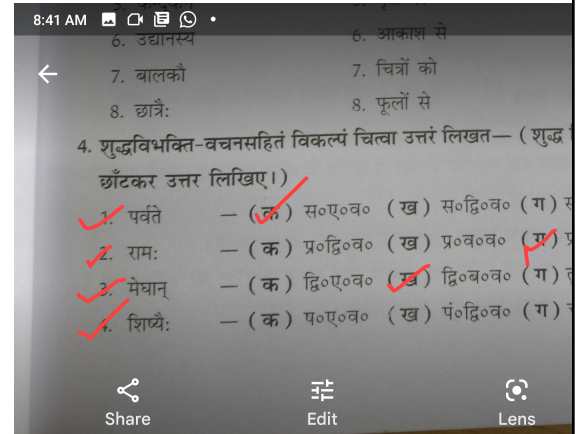 8:41 AM
6. उद्यानस्य 6. आकाश से
7. बालकौ 7. चित्रों को
8. छात्रैः 8. फूलों से
4. शुद्धविभक्ति-वचनसहितं विकल्पं चित्वा उत्तरं लिखत— ( शुद्ध
छाँटकर उत्तर लिखिए।)
1. पर्वते — (क) स०ए०व० (ख) स०द्वि०व० (ग)
2. रामः — (क) प्र०द्वि०व० (ख) प्र०व०व० (ग)
3. मेघान् — (क) द्वि०ए०व० (ख) द्वि०ब०व० (ग)
4. शिष्यैः — (क) ष०ए०व० (ख) पं०द्वि०व० (ग)
Share Edit Lens